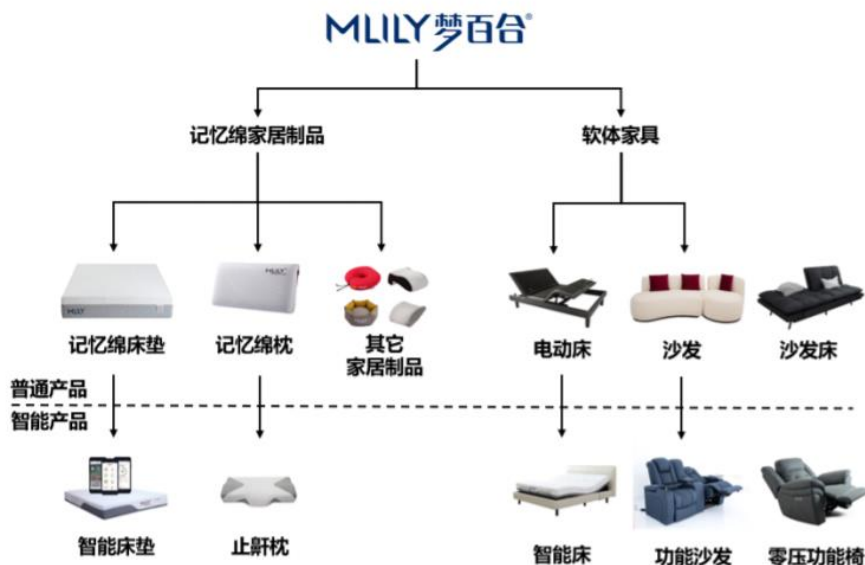 MLILY梦百合®
记忆绵家居制品
软体家具
MLILY
MLILY
记忆绵床垫
记忆绵枕
其它
家居制品
电动床
沙发
沙发床
普通产品
智能产品
智能床垫
止鼾枕
智能床
功能沙发
零压功能椅